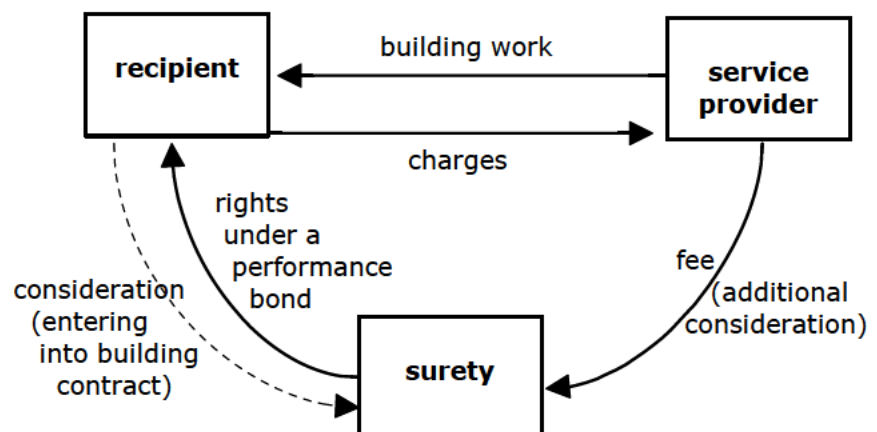 recipient
building work
service
provider
charges
rights
under a
performance
bond
consideration
(entering
into building
contract)
fee
(additional
consideration)
surety